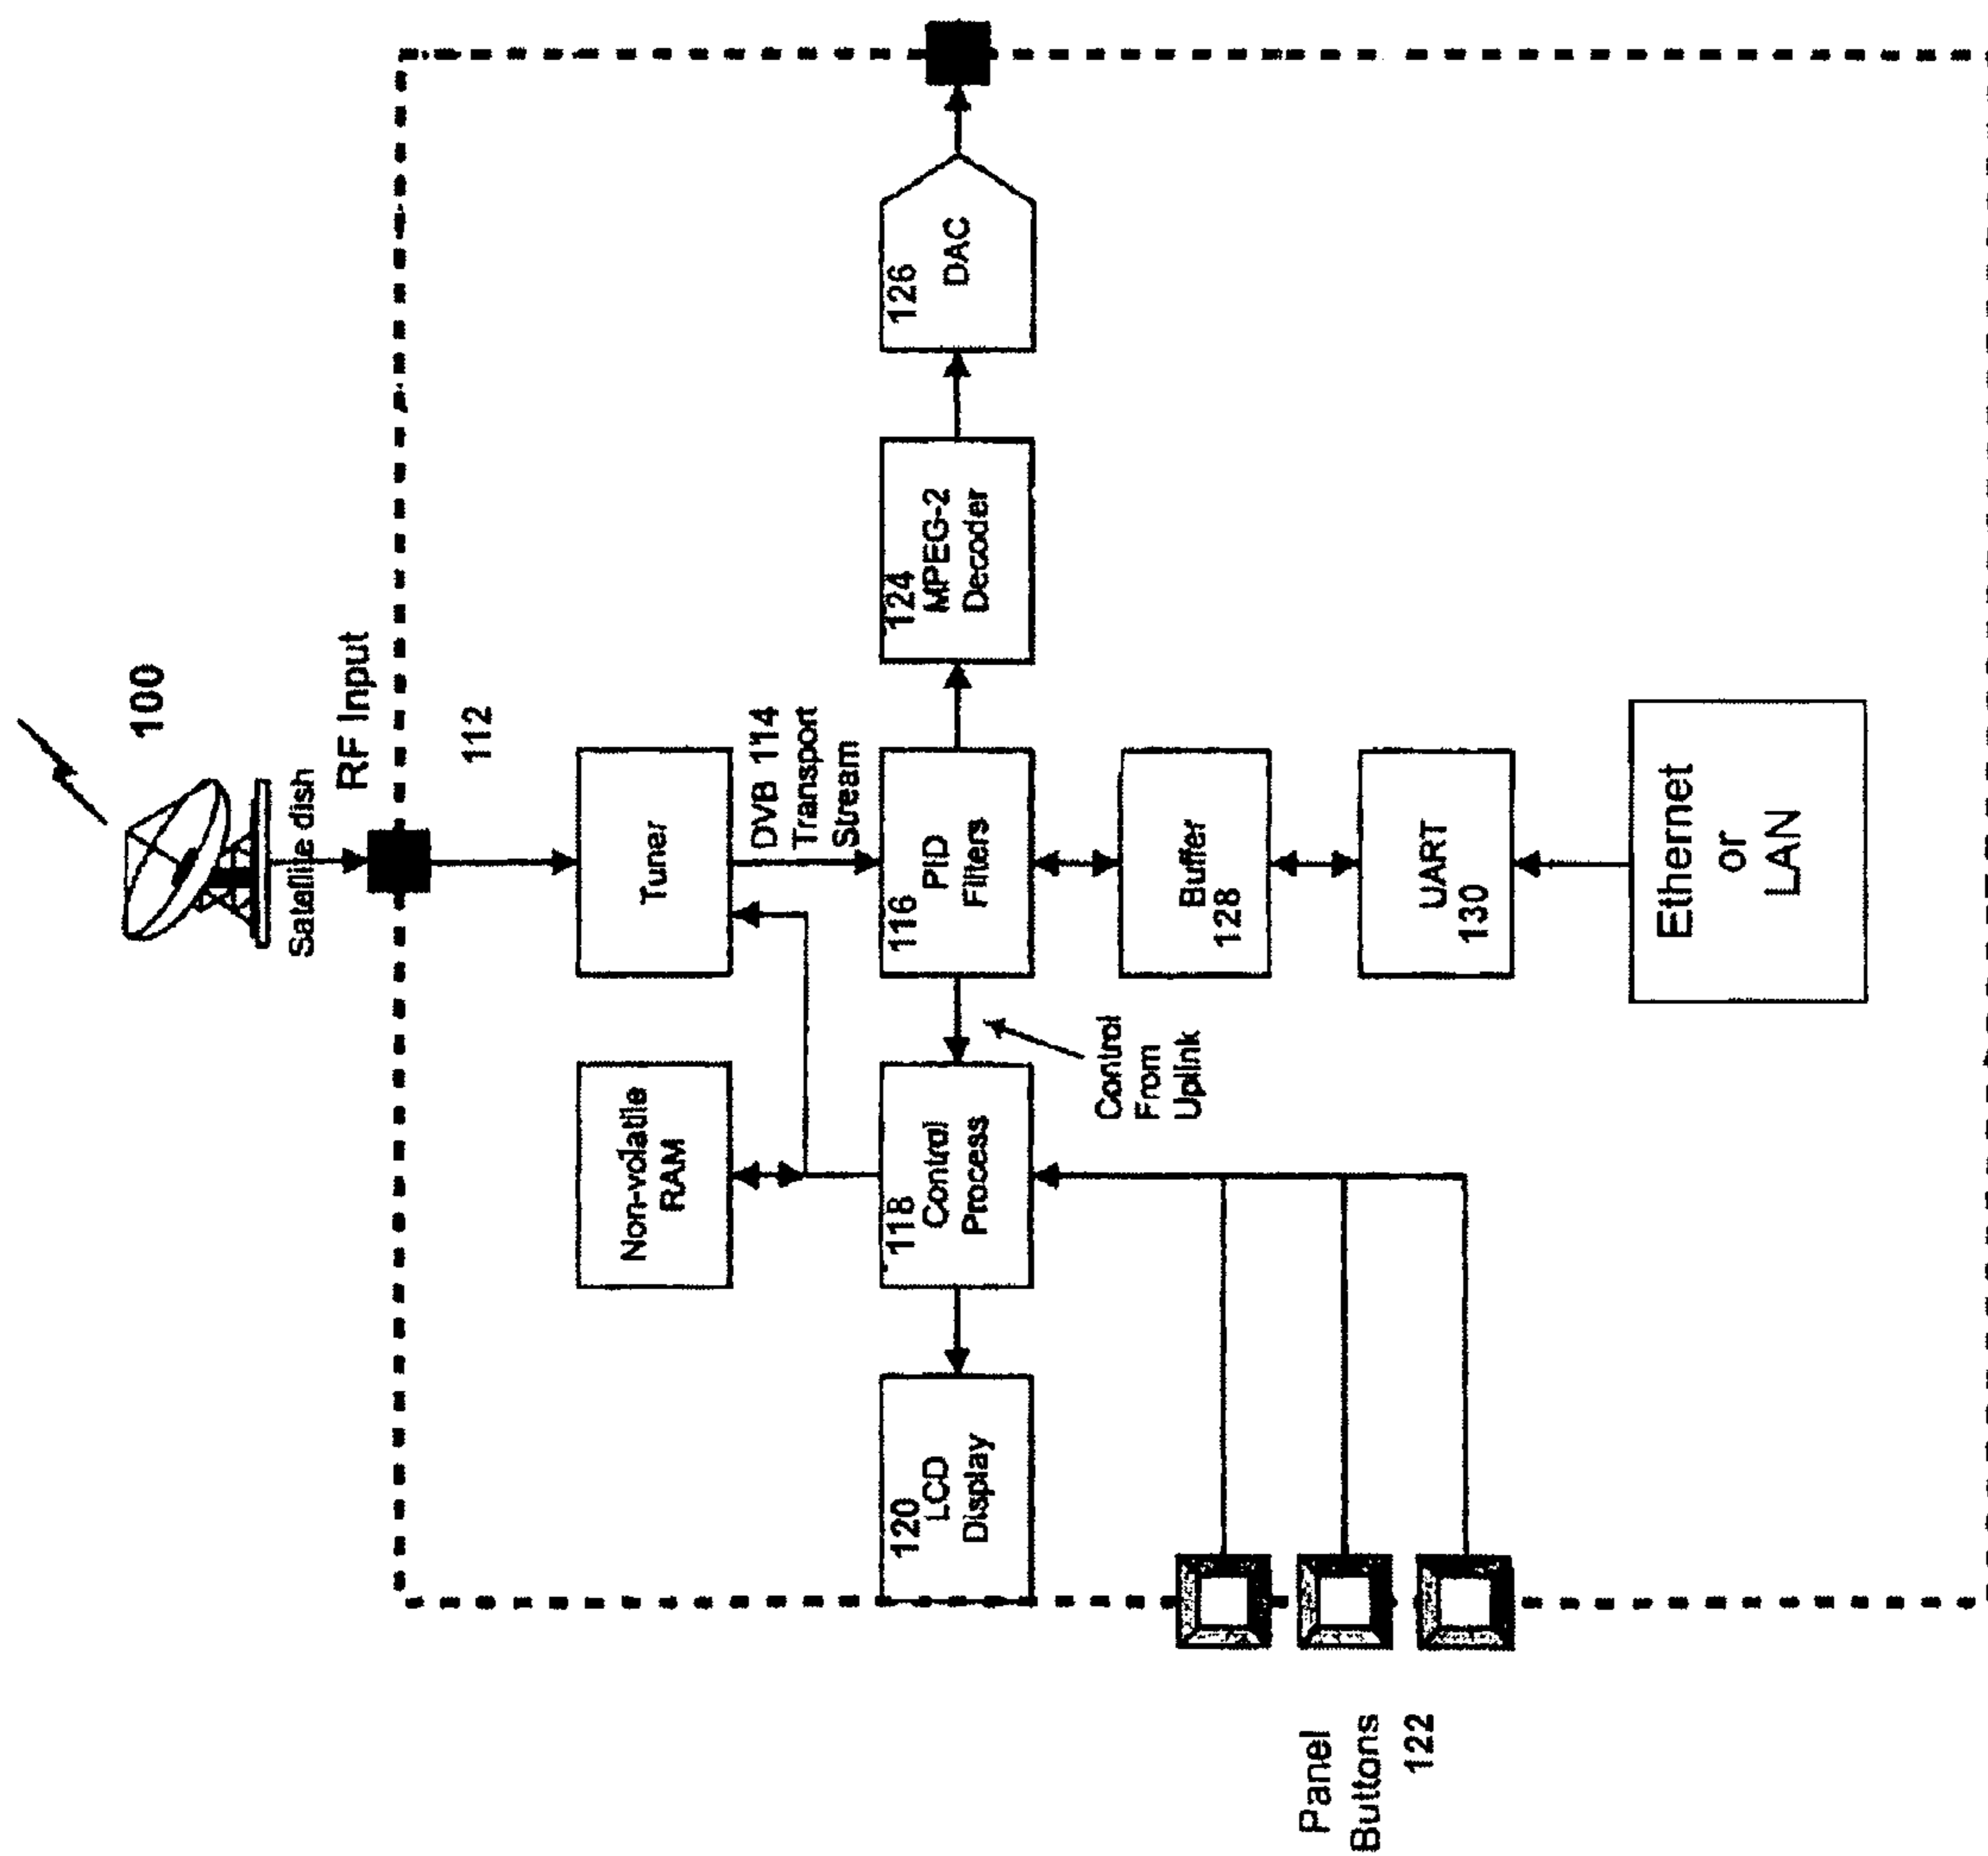 100
Satellite dish
RF Input
112
Tuner
DVB 114
Transport
Stream
Non-volatile
RAM
120
LCD
Display
118
Control
Process
116
PID
Filters
124
MPEG-2
Decoder
126
DAC
Control
From
Uplink
Buffer
128
UART
130
Ethernet
or
LAN
Panel
Buttons
122